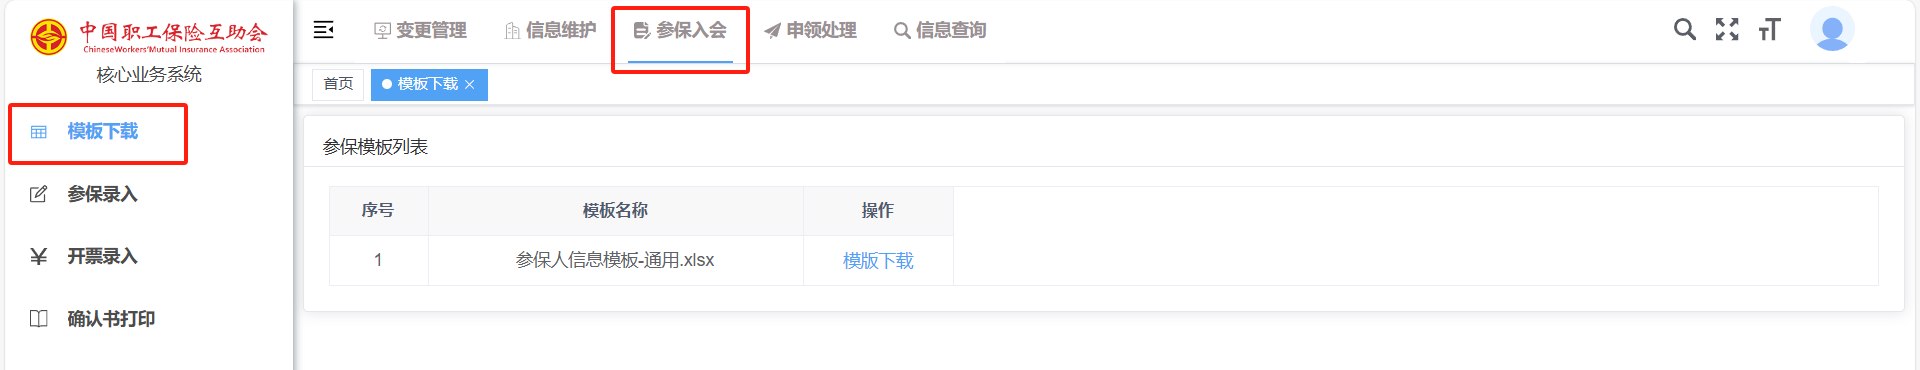 中国职工保险互助会
ChineseWorkers'Mutual Insurance Association
核心业务系统
模板下载
参保录入
开票录入
确认书打印
变更管理 信息维护 参保入会 申领处理 信息查询
首页 模板下载
参保模板列表
序号 模板名称 操作
1 参保人信息模板-通用.xlsx 模版下载